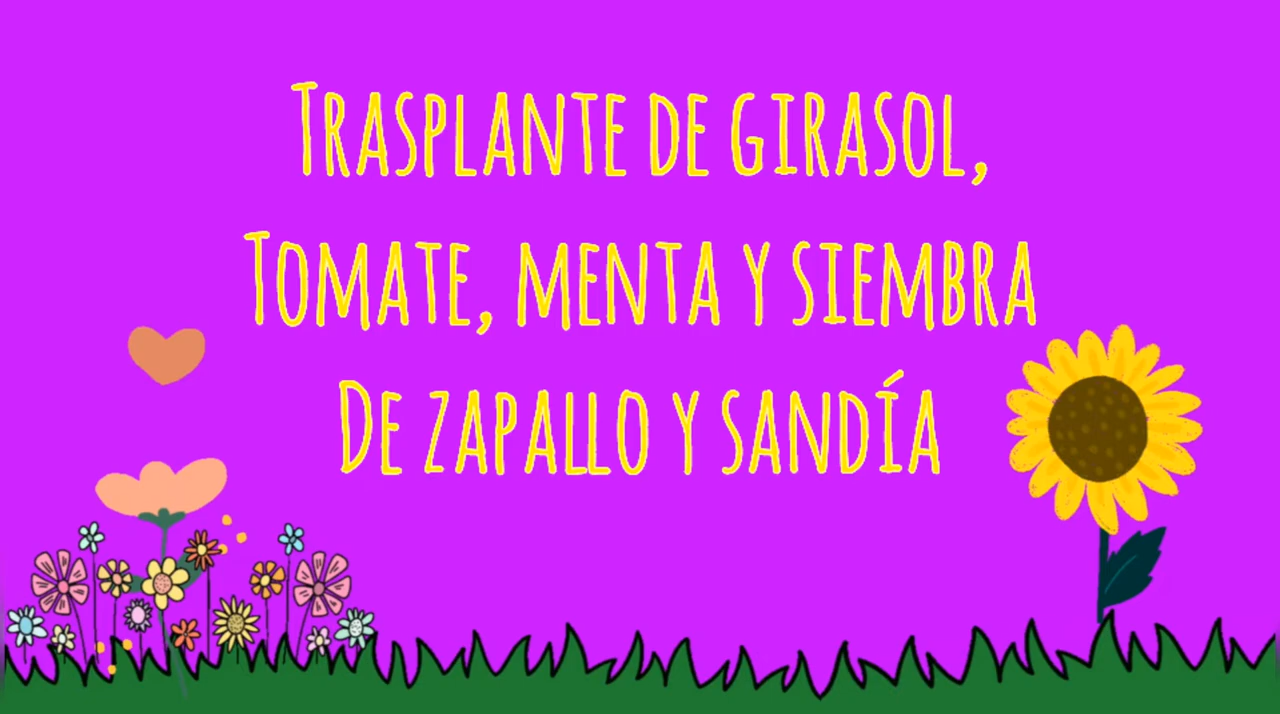 Trasplante de girasol,
Tomate, menta y siembra
De zapallo y sandía